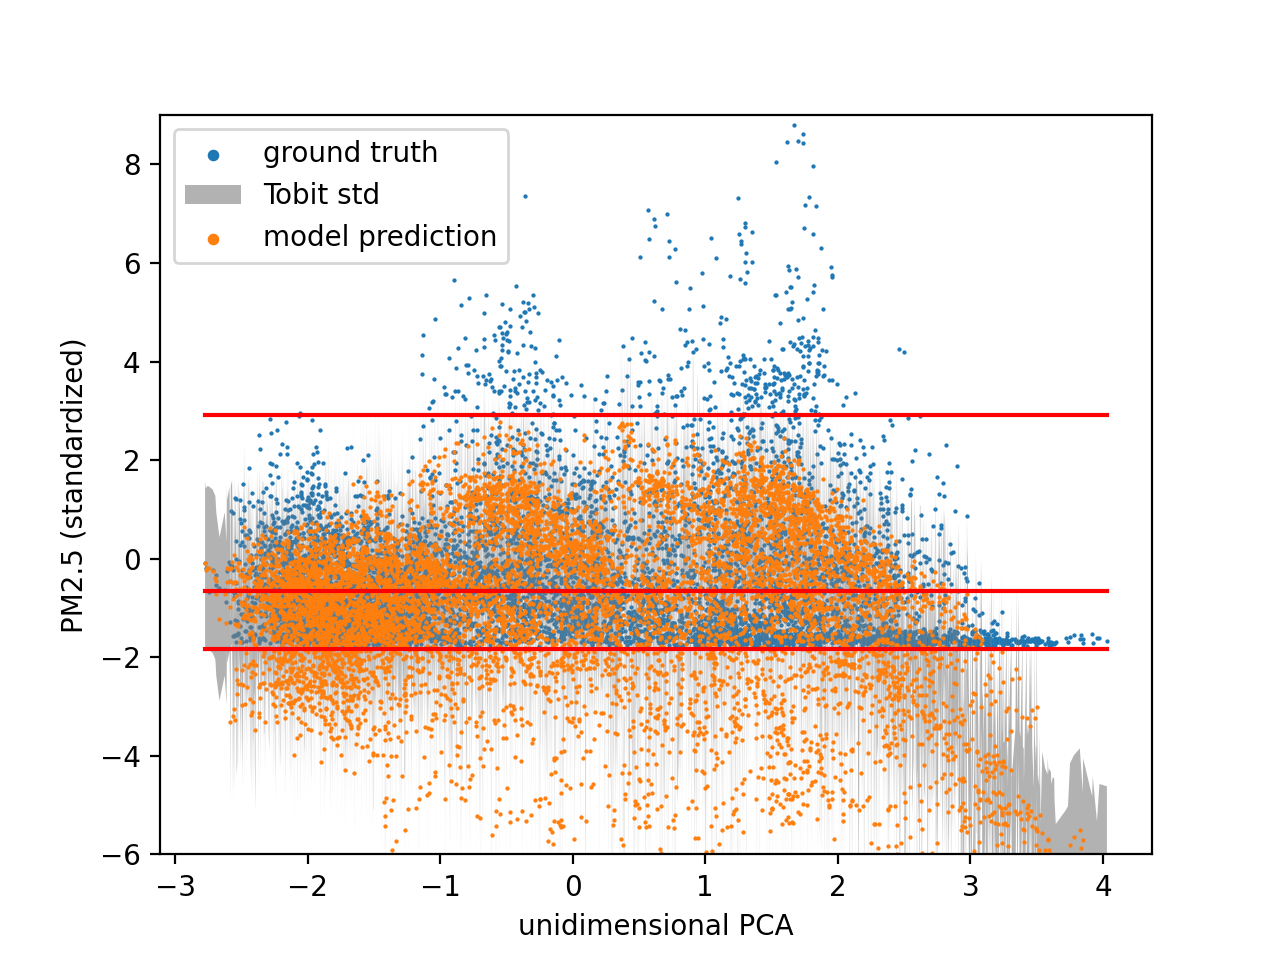 ground truth
Tobit std
model prediction
8
6
4
2
0
−2
−4
−6
PM2.5 (standardized)
−3 −2 −1 0 1 2 3 4
unidimensional PCA